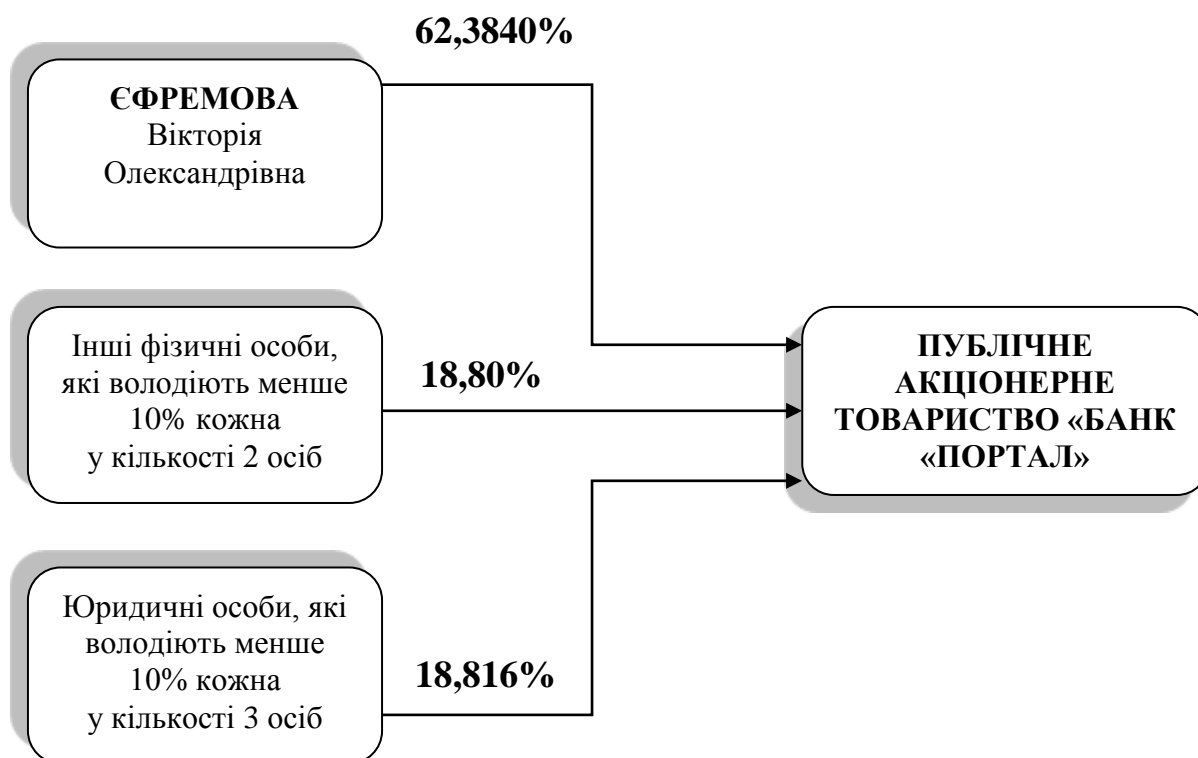 62,3840%
ЄФРЕМОВА
Вікторія
Олександрівна
Інші фізичні особи,
які володіють менше
10% кожна
у кількості 2 осіб
18,80%
ПУБЛІЧНЕ
АКЦІОНЕРНЕ
ТОВАРИСТВО «БАНК
«ПОРТАЛ»
Юридичні особи, які
володіють менше
10% кожна
у кількості 3 осіб
18,816%